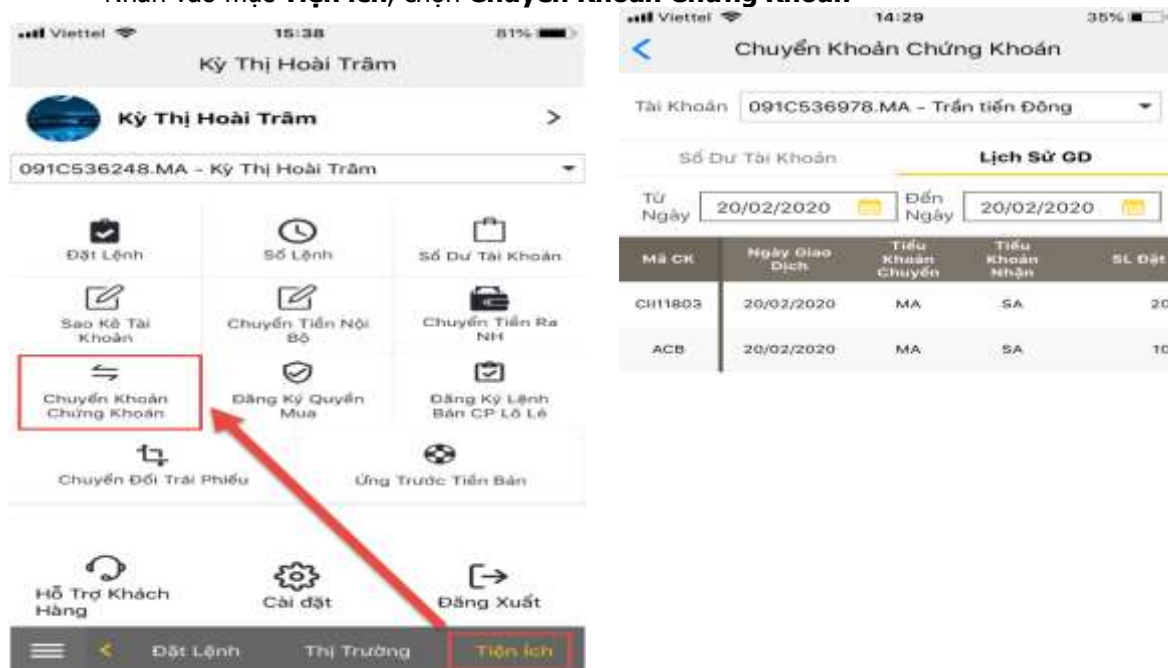 Nhấn vào mục Tiện ích, chọn Chuyển Khoản Chứng Khoán
Viettel 15:38 81%
Kỳ Thị Hoài Trâm
Kỳ Thị Hoài Trâm >
091C536248.MA - Kỳ Thị Hoài Trâm
Đặt Lệnh
Sổ Lệnh
Số Dư Tài Khoản
Sao Kê Tài
Khoản
Chuyển Tiền Nội
Bộ
Chuyển Tiền Ra
NH
Chuyển Khoản
Chứng Khoán
Đăng Ký Quyền
Mua
Đăng Ký Lệnh
Bán CP Lô Lẻ
Chuyển Đổi Trái Phiếu
Ứng Trước Tiền Bán
Hỗ Trợ Khách
Hàng
Cài đặt
Đăng Xuất
< Đặt Lệnh Thị Trường Tiện Ích
Viettel 14:29 35%
< Chuyển Khoản Chứng Khoán
Tài Khoản 091C536978.MA - Trần tiến Đông
Số Dư Tài Khoản Lịch Sử GD
Từ
Ngày 20/02/2020
Đến
Ngày 20/02/2020
Mã CK
Ngày Giao
Dịch
Tiểu
Khoản
Chuyển
Tiểu
Khoản
Nhận
SL Đặt
CII11803 20/02/2020 MA SA 20
ACB 20/02/2020 MA SA 10